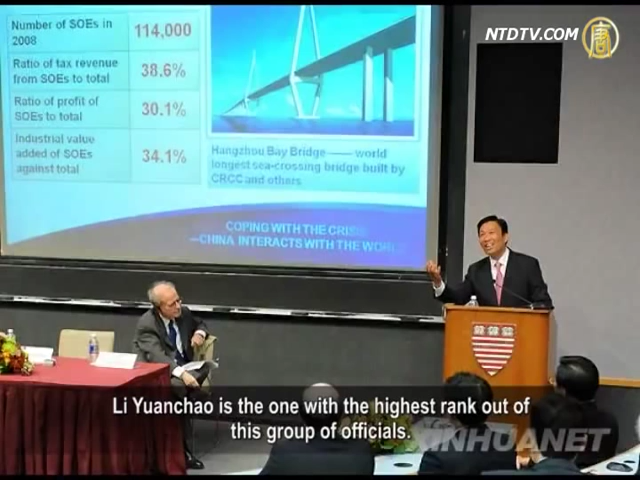 NTDTV.COM
Number of SOEs in
2008
114,000
Ratio of tax revenue
from SOEs to total
38.6%
Ratio of profit of
SOEs to total
30.1%
Industrial value
added of SOEs
against total
34.1%
Hangzhou Bay Bridge —— world
longest sea-crossing bridge built by
CRCC and others
COPING WITH THE CRISIS
—CHINA INTERACTS WITH THE WORLD
Li Yuanchao is the one with the highest rank out of
this group of officials.
XINHUANET